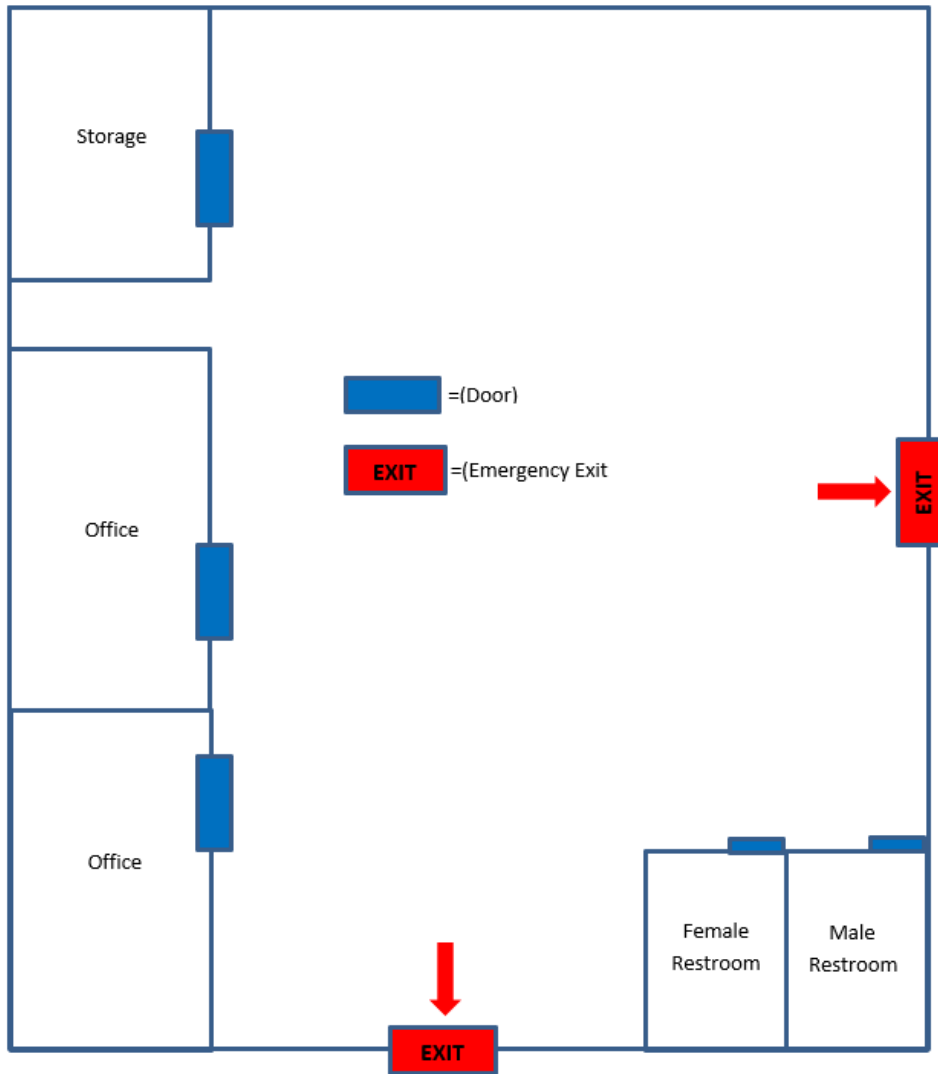 Storage
=(Door)
EXIT =(Emergency Exit
EXIT
Office
Office
Female
Restroom
Male
Restroom
EXIT